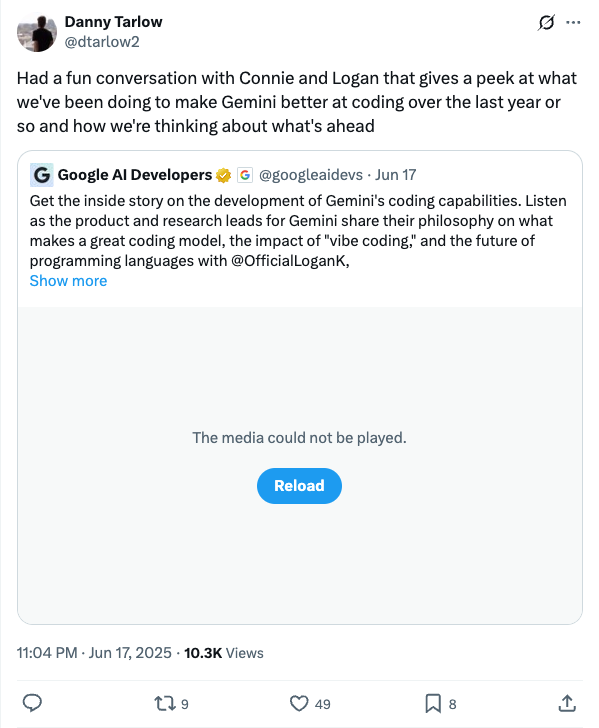 Danny Tarlow
@dtarlow2
Had a fun conversation with Connie and Logan that gives a peek at what
we've been doing to make Gemini better at coding over the last year or
so and how we're thinking about what's ahead
G Google AI Developers G @googleaidevs · Jun 17
Get the inside story on the development of Gemini's coding capabilities. Listen
as the product and research leads for Gemini share their philosophy on what
makes a great coding model, the impact of "vibe coding," and the future of
programming languages with @OfficialLoganK,
Show more
The media could not be played.
Reload
11:04 PM · Jun 17, 2025 · 10.3K Views
9 49 8